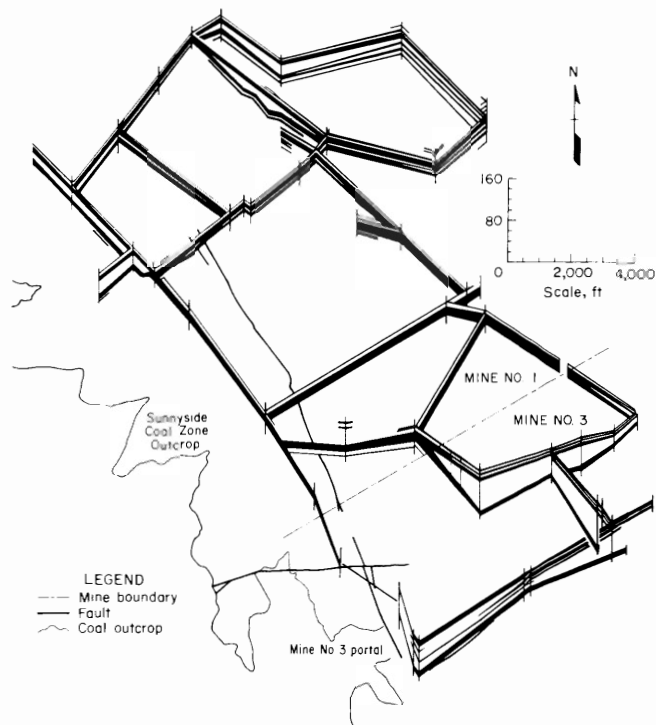 N
160
80
0
2,000
4,000
Scale, ft
MINE NO. 1
MINE NO. 3
Sunnyside
Coal Zone
Outcrop
LEGEND
Mine boundary
Fault
Coal outcrop
Mine No 3 portal